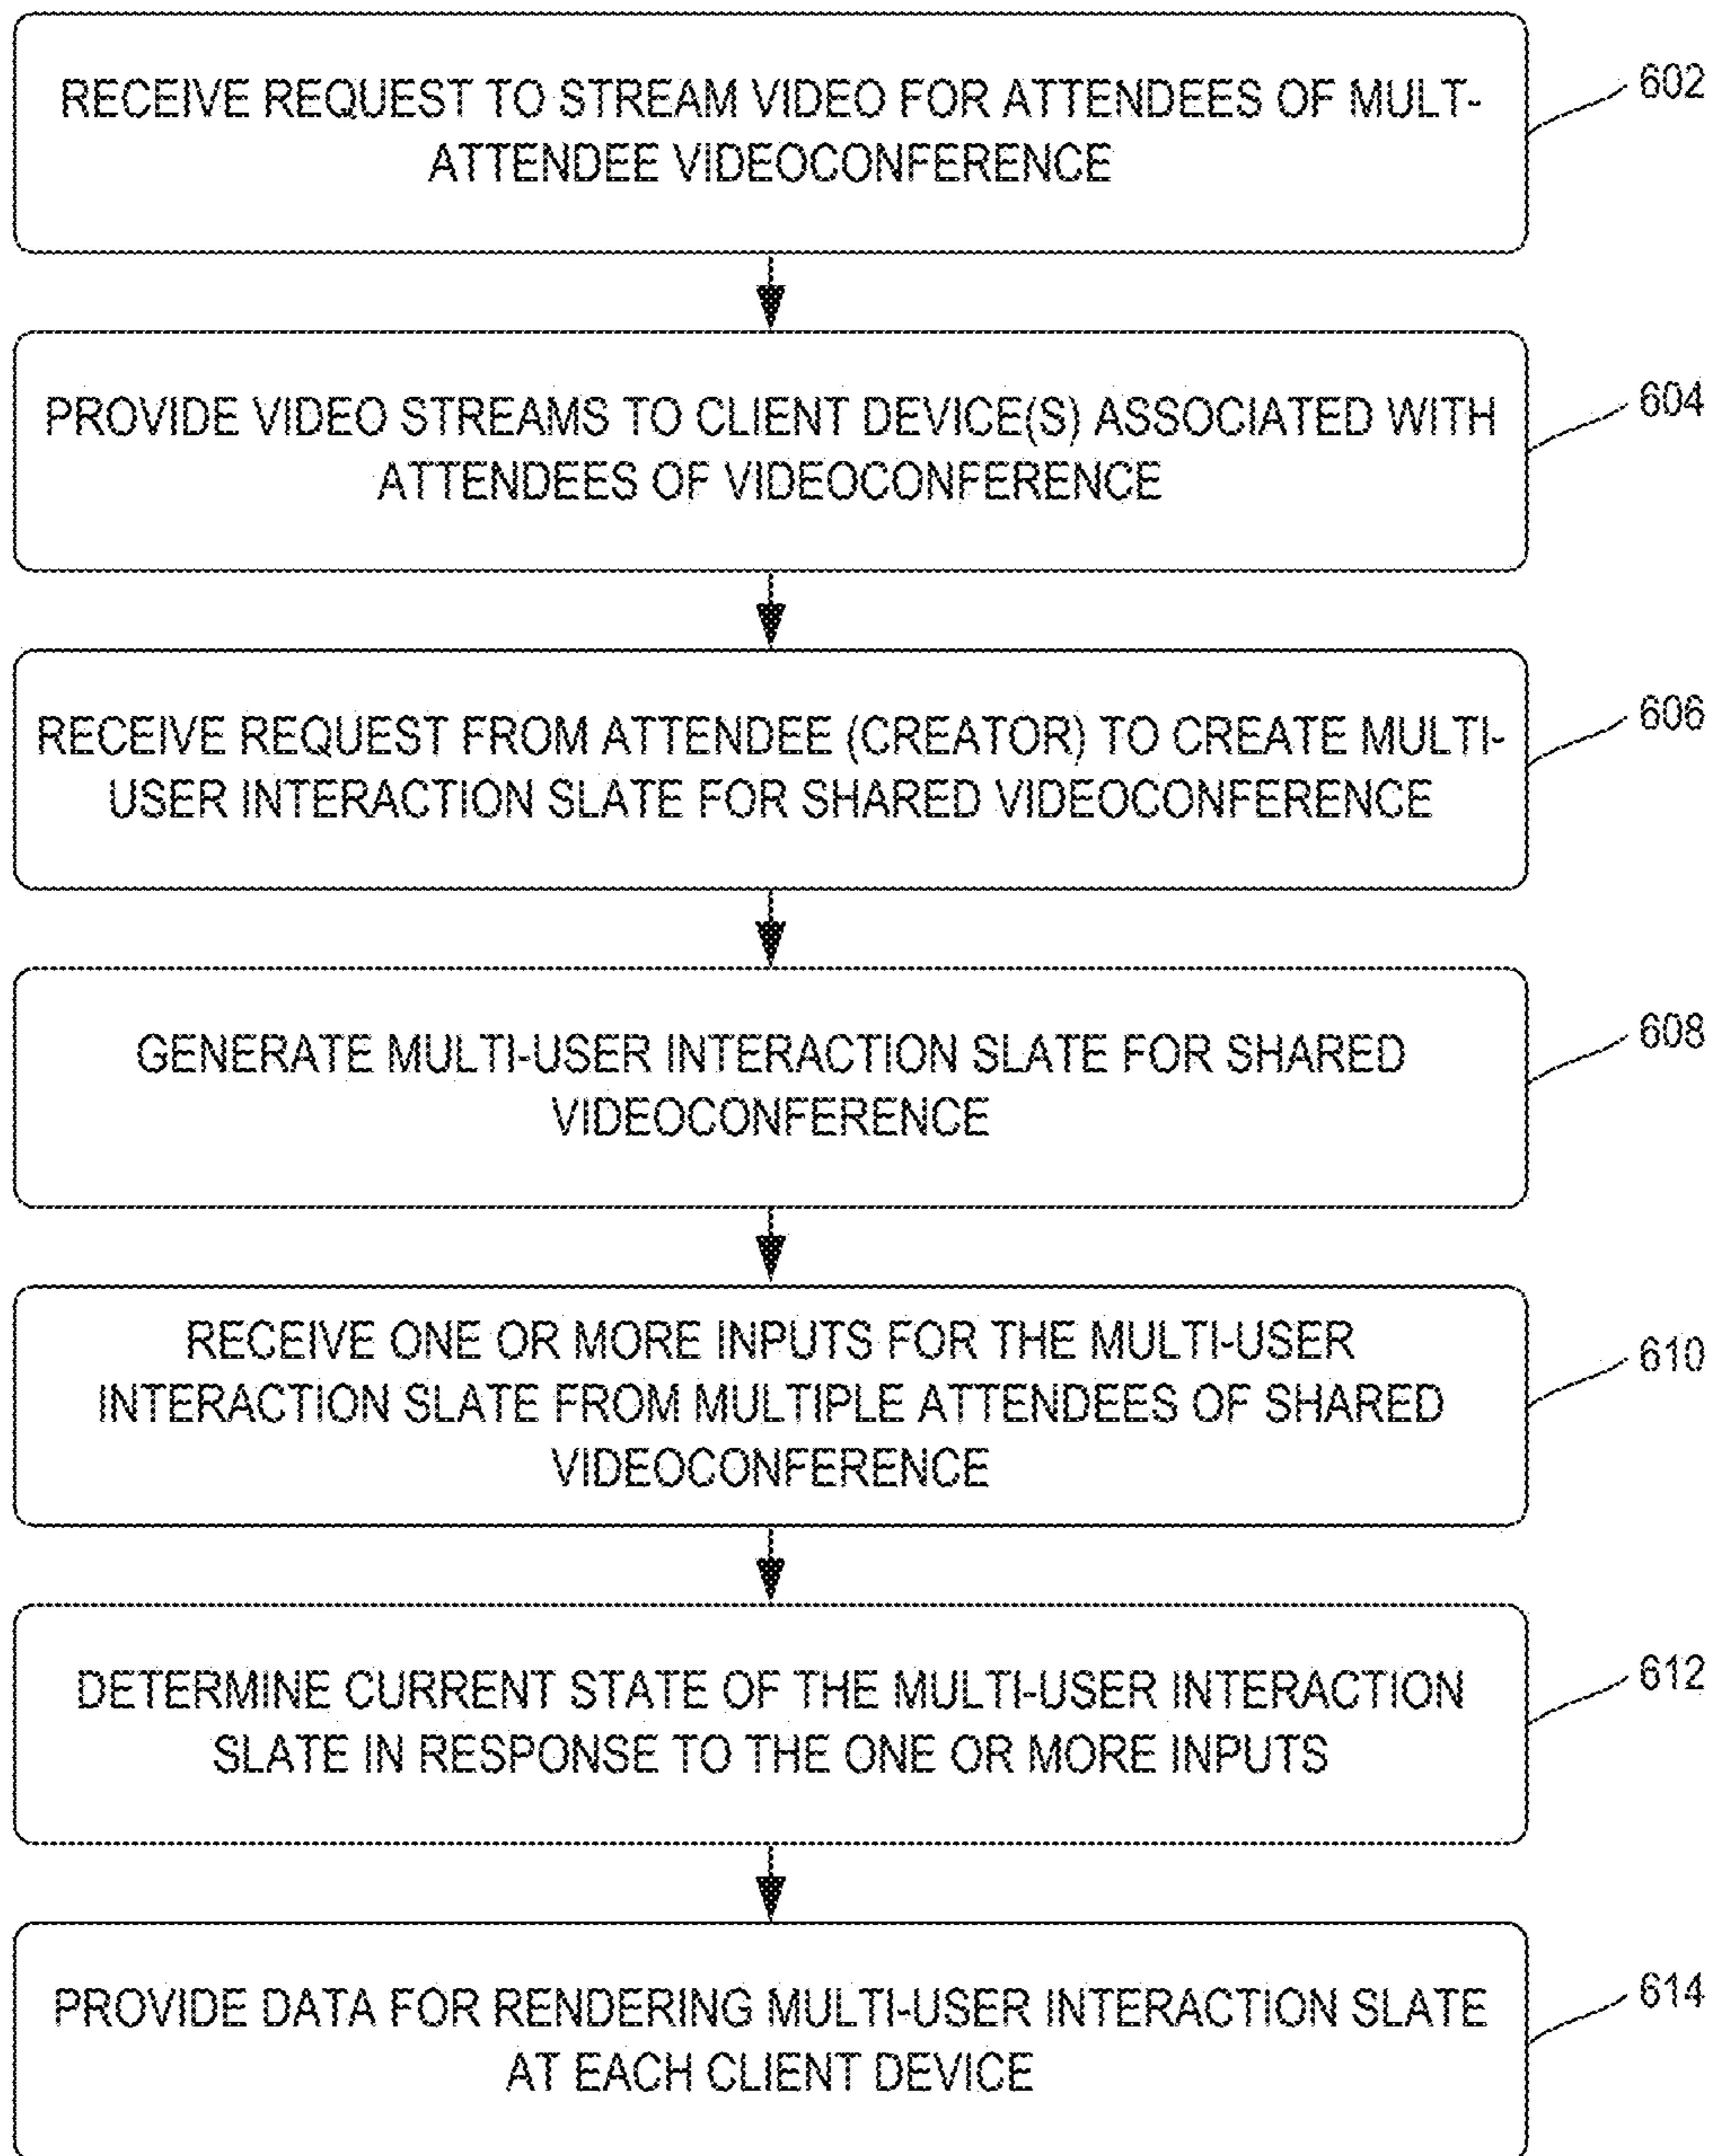 RECEIVE REQUEST TO STREAM VIDEO FOR ATTENDEES OF MULT-
ATTENDEE VIDEOCONFERENCE
602
PROVIDE VIDEO STREAMS TO CLIENT DEVICE(S) ASSOCIATED WITH
ATTENDEES OF VIDEOCONFERENCE
604
RECEIVE REQUEST FROM ATTENDEE (CREATOR) TO CREATE MULTI-
USER INTERACTION SLATE FOR SHARED VIDEOCONFERENCE
606
GENERATE MULTI-USER INTERACTION SLATE FOR SHARED
VIDEOCONFERENCE
608
RECEIVE ONE OR MORE INPUTS FOR THE MULTI-USER
INTERACTION SLATE FROM MULTIPLE ATTENDEES OF SHARED
VIDEOCONFERENCE
610
DETERMINE CURRENT STATE OF THE MULTI-USER INTERACTION
SLATE IN RESPONSE TO THE ONE OR MORE INPUTS
612
PROVIDE DATA FOR RENDERING MULTI-USER INTERACTION SLATE
AT EACH CLIENT DEVICE
614